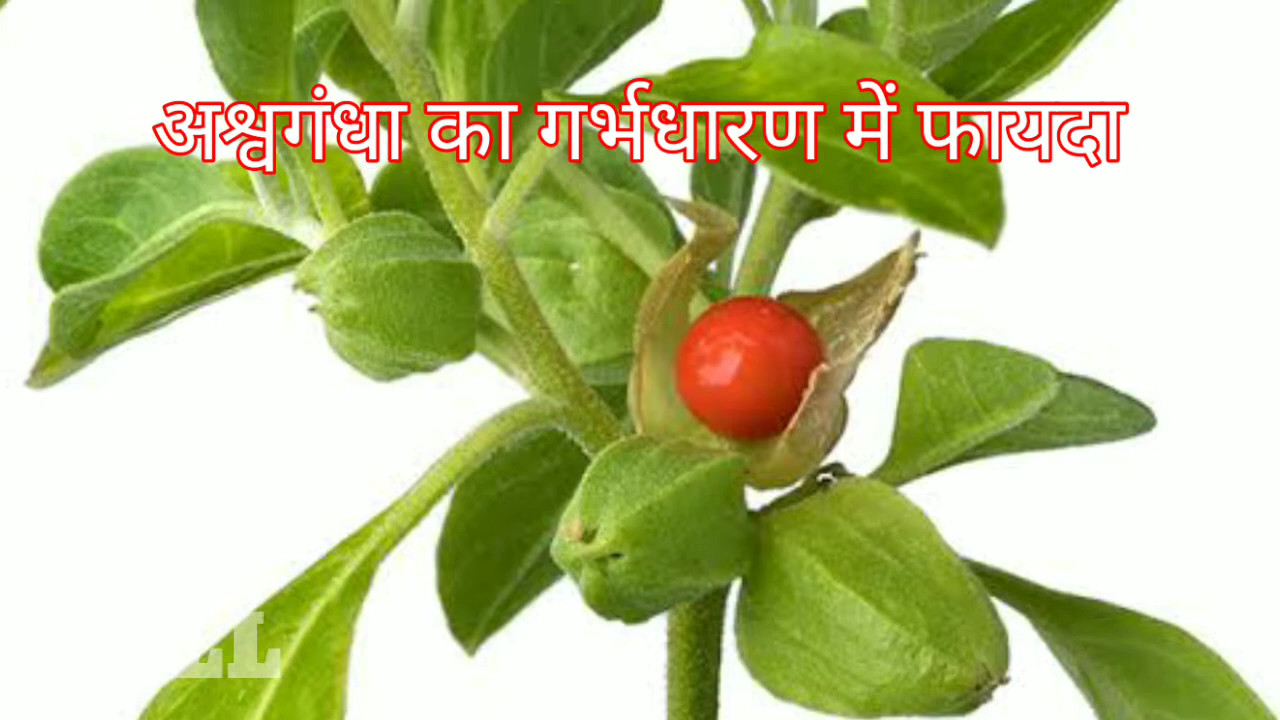 अश्वगंधा का गर्भधारण में फायदा